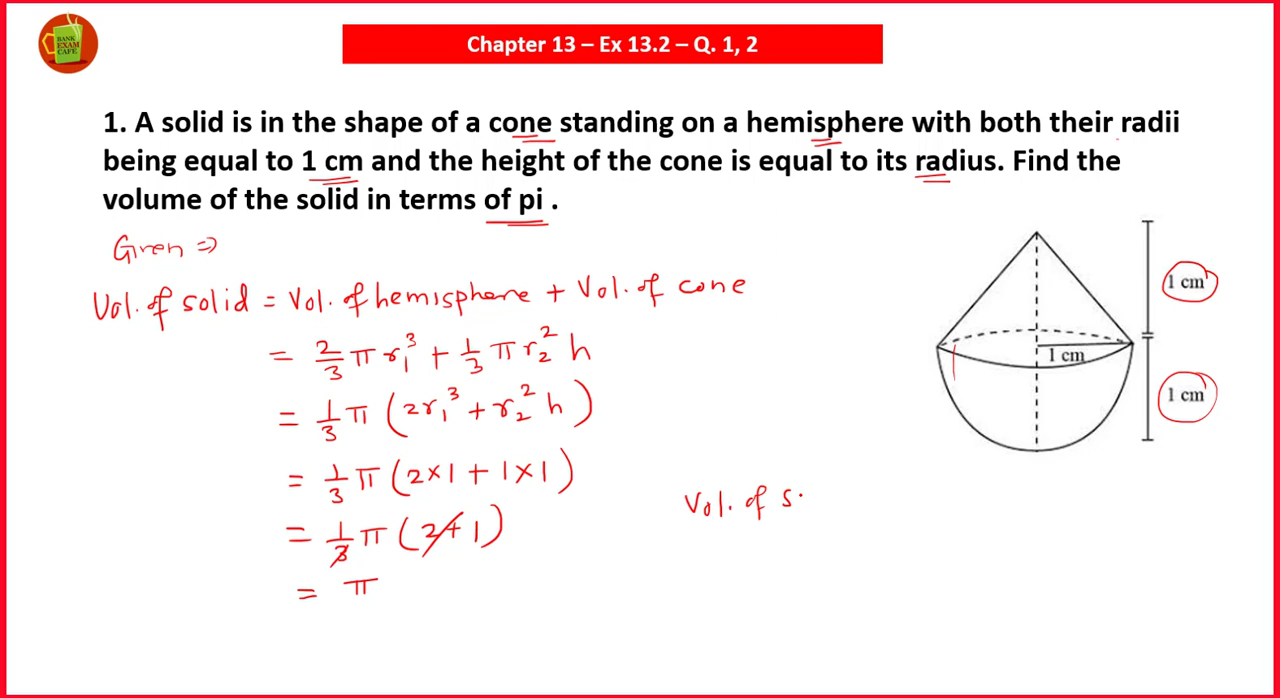 BANK
EXAM
CAFE
Chapter 13 – Ex 13.2 – Q. 1, 2
1. A solid is in the shape of a cone standing on a hemisphere with both their radii
being equal to 1 cm and the height of the cone is equal to its radius. Find the
volume of the solid in terms of pi .
Given ⇒
Vol. of solid = Vol. of hemisphere + Vol. of cone
= 2/3 π r₁³ + 1/3 π r₂² h
= 1/3 π (2r₁³ + r₂² h)
= 1/3 π (2×1 + 1×1)
= 1/3 π (2+1)
= π
Vol. of s.
1 cm
1 cm
1 cm